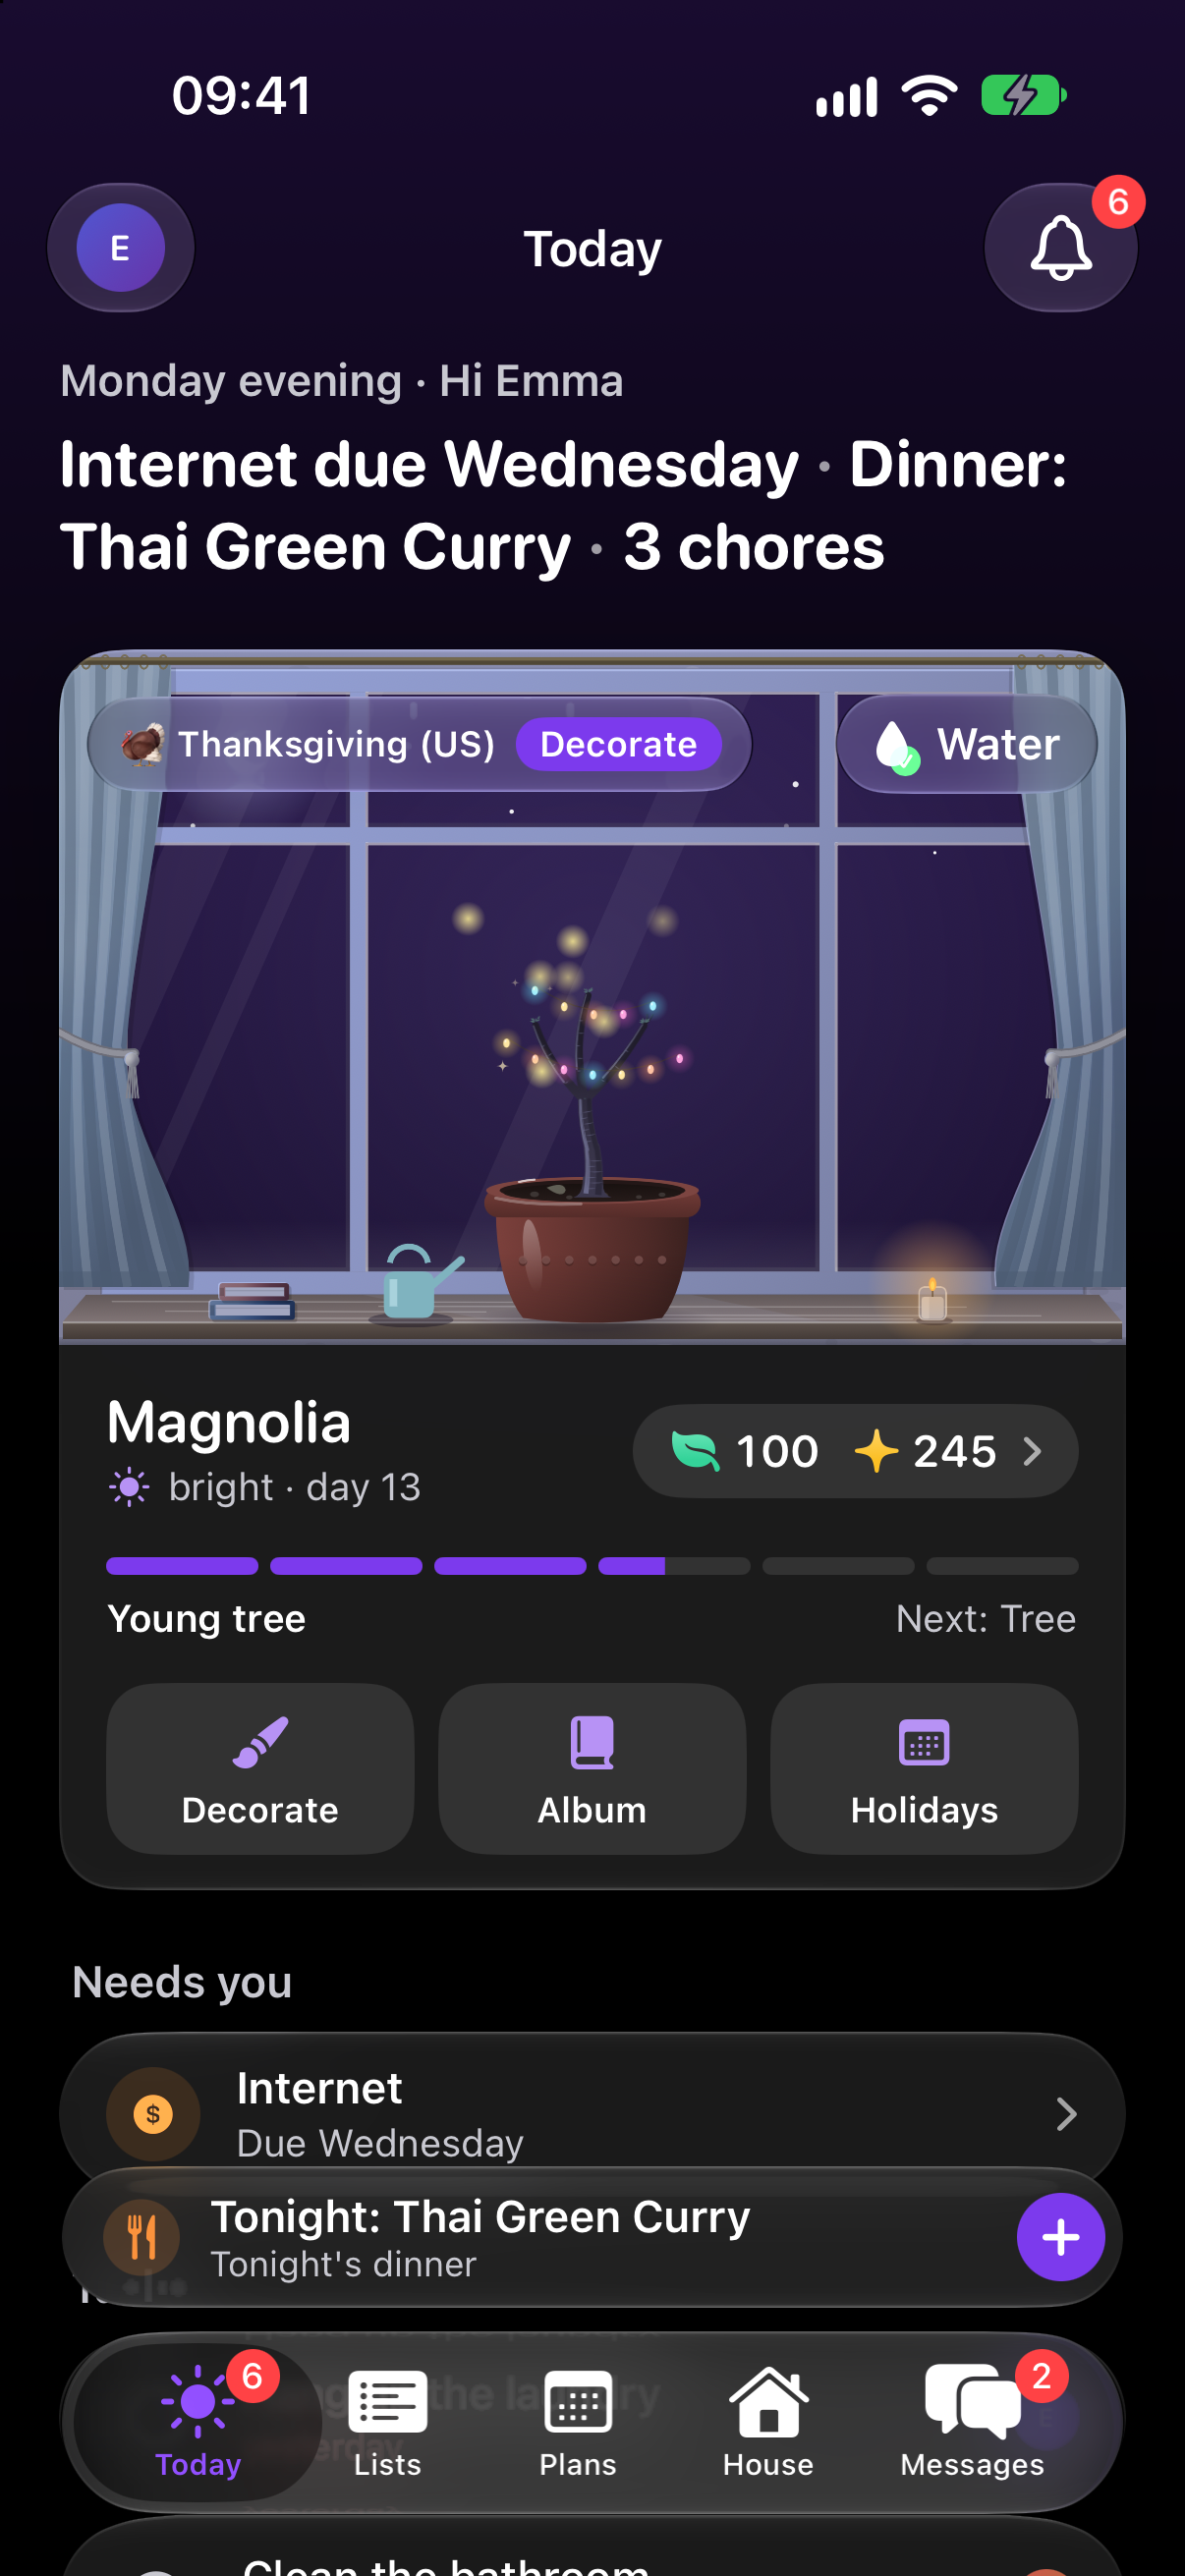 09:41
E
Today
6
Monday evening · Hi Emma
Internet due Wednesday · Dinner:
Thai Green Curry · 3 chores
Thanksgiving (US)
Decorate
Water
Magnolia
100
245
bright · day 13
Young tree
Next: Tree
Decorate
Album
Holidays
Needs you
Internet
Due Wednesday
Tonight: Thai Green Curry
Tonight's dinner
the laundry
6
2
Today
Lists
Plans
House
Messages
Clean the bathroom